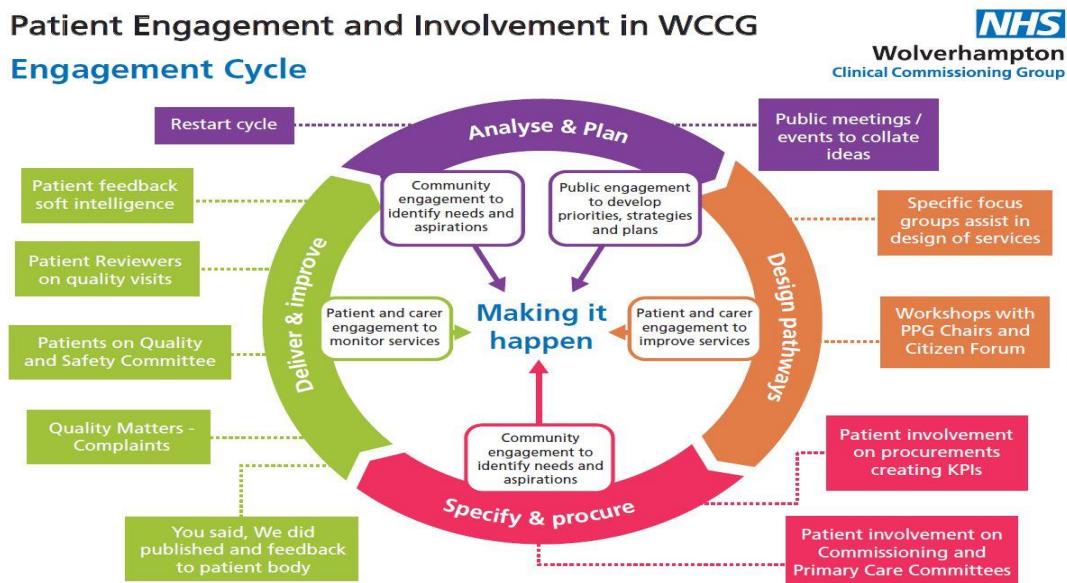 Patient Engagement and Involvement in WCCG
Engagement Cycle
NHS
Wolverhampton
Clinical Commissioning Group
Restart cycle
Analyse & Plan
Public meetings /
events to collate
ideas
Patient feedback
soft intelligence
Community
engagement to
identify needs and
aspirations
Public engagement
to develop
priorities, strategies
and plans
Specific focus
groups assist in
design of services
Patient Reviewers
on quality visits
Deliver & improve
Patient and carer
engagement to
monitor services
Making it
happen
Patient and carer
engagement to
improve services
Design pathways
Workshops with
PPG Chairs and
Citizen Forum
Patients on Quality
and Safety Committee
Quality Matters -
Complaints
Community
engagement to
identify needs and
aspirations
Patient involvement
on procurements
creating KPIs
Specify & procure
You said, We did
published and feedback
to patient body
Patient involvement on
Commissioning and
Primary Care Committees